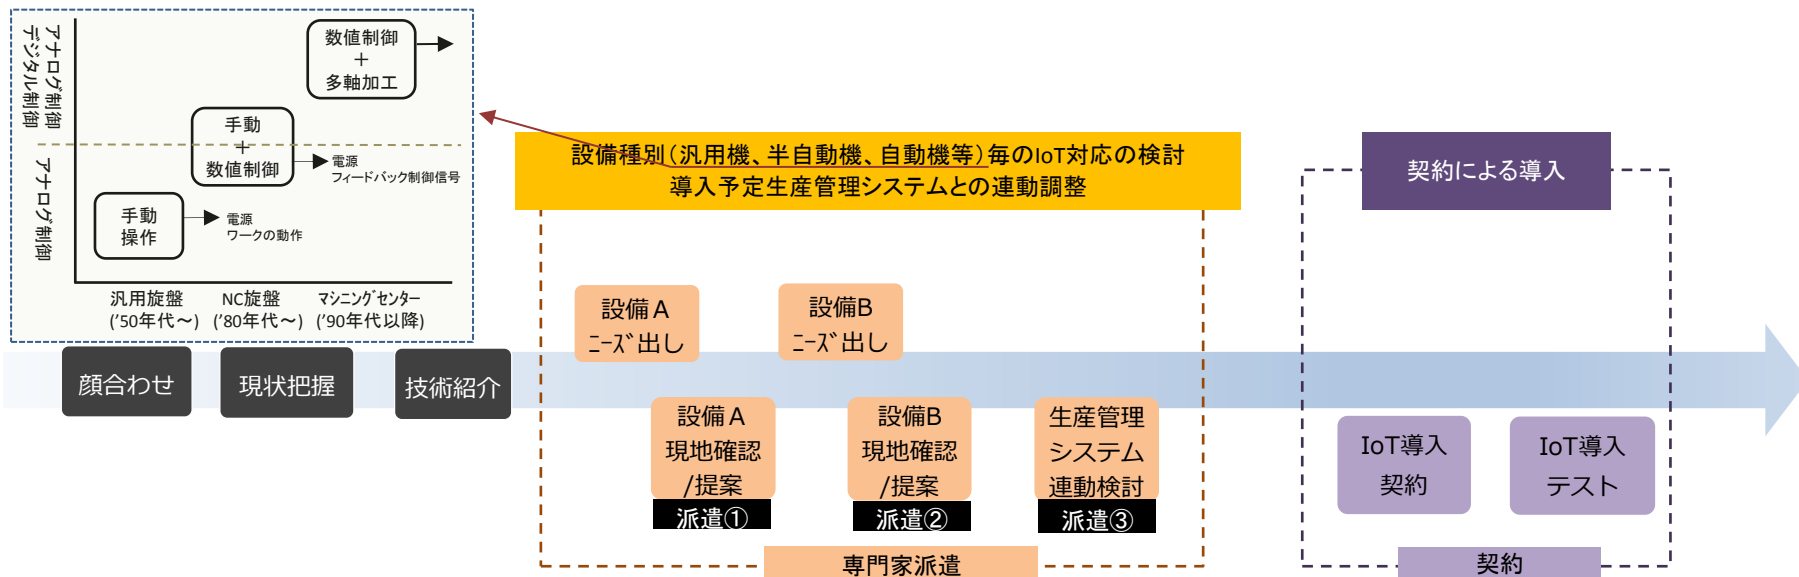 アナログ制御
デジタル制御
アナログ制御
数値制御
+
多軸加工
手動
+
数値制御
電源
フィードバック制御信号
手動
操作
電源
ワークの動作
汎用旋盤
('50年代～)
NC旋盤
('80年代～)
マシニングセンター
('90年代以降)
設備種別(汎用機、半自動機、自動機等)毎のIoT対応の検討
導入予定生産管理システムとの連動調整
契約による導入
設備A
ニーズ出し
設備B
ニーズ出し
顔合わせ
現状把握
技術紹介
設備A
現地確認
/提案
派遣①
設備B
現地確認
/提案
派遣②
生産管理
システム
連動検討
派遣③
IoT導入
契約
IoT導入
テスト
専門家派遣
契約